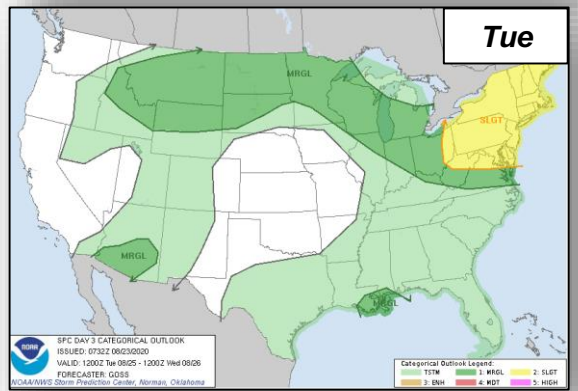 Tue
MRGL
SLGT
MRGL
MRGL
NOAA
SPC DAY 3 CATEGORICAL OUTLOOK
ISSUED: 0732Z 08/23/2020
VALID: 1200Z Tue 08/25 - 1200Z Wed 08/26
FORECASTER: GOSS
NOAA/NWS Storm Prediction Center, Norman, Oklahoma
Categorical Outlook Legend:
TSTM 1: MRGL 2: SLGT
3: ENH 4: MDT 5: HIGH